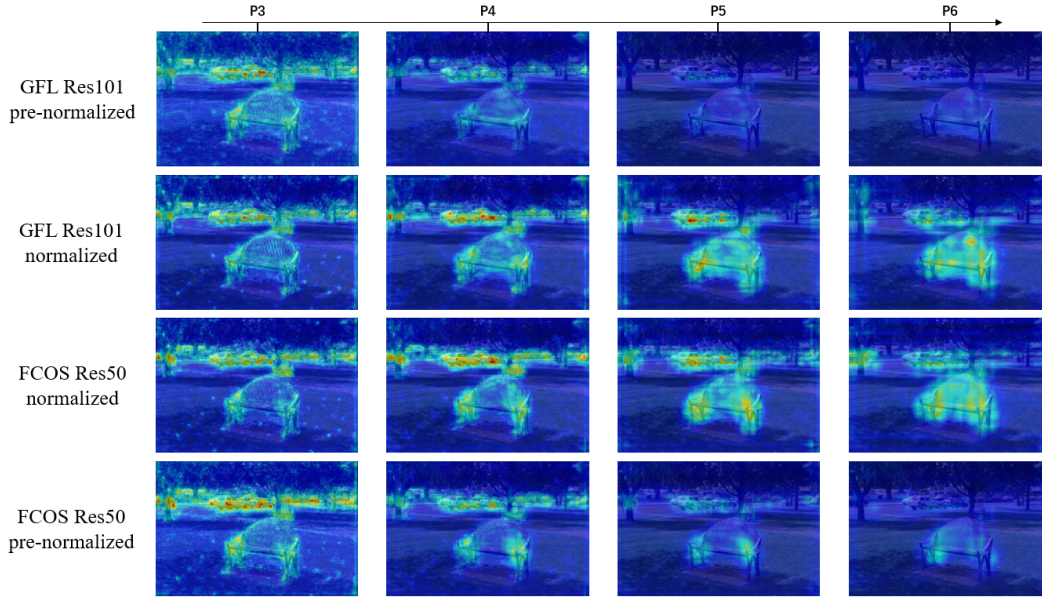 P3 P4 P5 P6
GFL Res101
pre-normalized
GFL Res101
normalized
FCOS Res50
normalized
FCOS Res50
pre-normalized